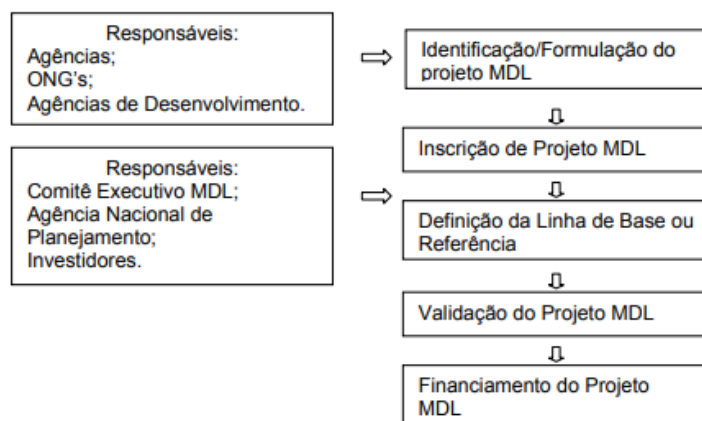 Responsáveis:
Agências;
ONG's;
Agências de Desenvolvimento.
Identificação/Formulação do
projeto MDL
Inscrição de Projeto MDL
Responsáveis:
Comitê Executivo MDL;
Agência Nacional de
Planejamento;
Investidores.
Definição da Linha de Base ou
Referência
Validação do Projeto MDL
Financiamento do Projeto
MDL